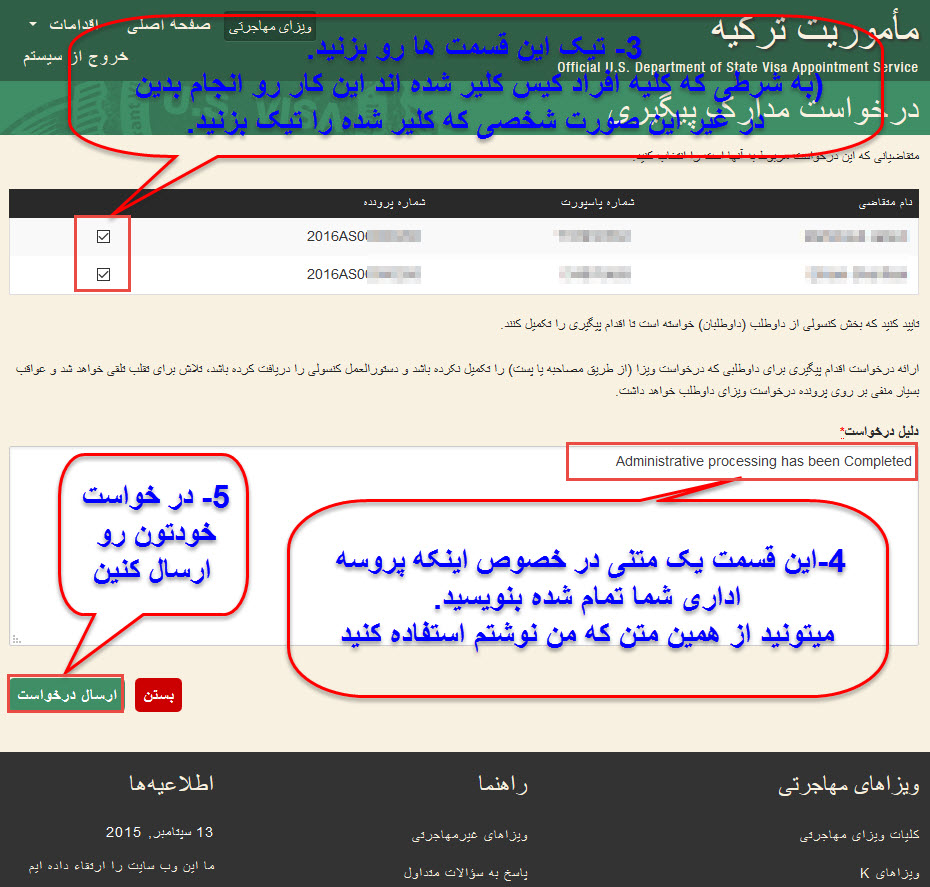 مأموریت ترکیه
Official U.S. Department of State Visa Appointment Service
ویزای مهاجرتی
صفحه اصلی
اقدامات
خروج از سیستم
درخواست مدارک پیگیری
3- تیک این قسمت ها رو بزنید.
(به شرطی که کلیه افراد کیس کلیر شده اند این کار رو انجام بدین
در غیر این صورت شخصی که کلیر شده را تیک بزنید.
متقاضیانی که این درخواست مربوط به آنها است را انتخاب کنید.
نام متقاضی شماره پاسپورت شماره پرونده
2016AS0
2016AS0
تایید کنید که بخش کنسولی از داوطلب (داوطلبان) خواسته است تا اقدام پیگیری را تکمیل کنند.
ارائه درخواست اقدام پیگیری برای داوطلبی که درخواست ویزا (از طریق مصاحبه یا پست) را تکمیل نکرده باشد و دستورالعمل کنسولی را دریافت کرده باشد، تلاش برای تقلب تلقی خواهد شد و عواقب
بسیار منفی بر روی پرونده درخواست ویزای داوطلب خواهد داشت.
دلیل درخواست*
Administrative processing has been Completed
4-این قسمت یک متنی در خصوص اینکه پروسه
اداری شما تمام شده بنویسید.
میتونید از همین متن که من نوشتم استفاده کنید
5- در خواست
خودتون رو
ارسال کنین
بستن
ارسال درخواست
ویزاهای مهاجرتی
کلیات ویزای مهاجرتی
ویزاهای K
راهنما
ویزاهای غیرمهاجرتی
پاسخ به سؤالات متداول
اطلاعیه‌ها
13 سپتامبر, 2015
ما این وب سایت را ارتقاء داده ایم